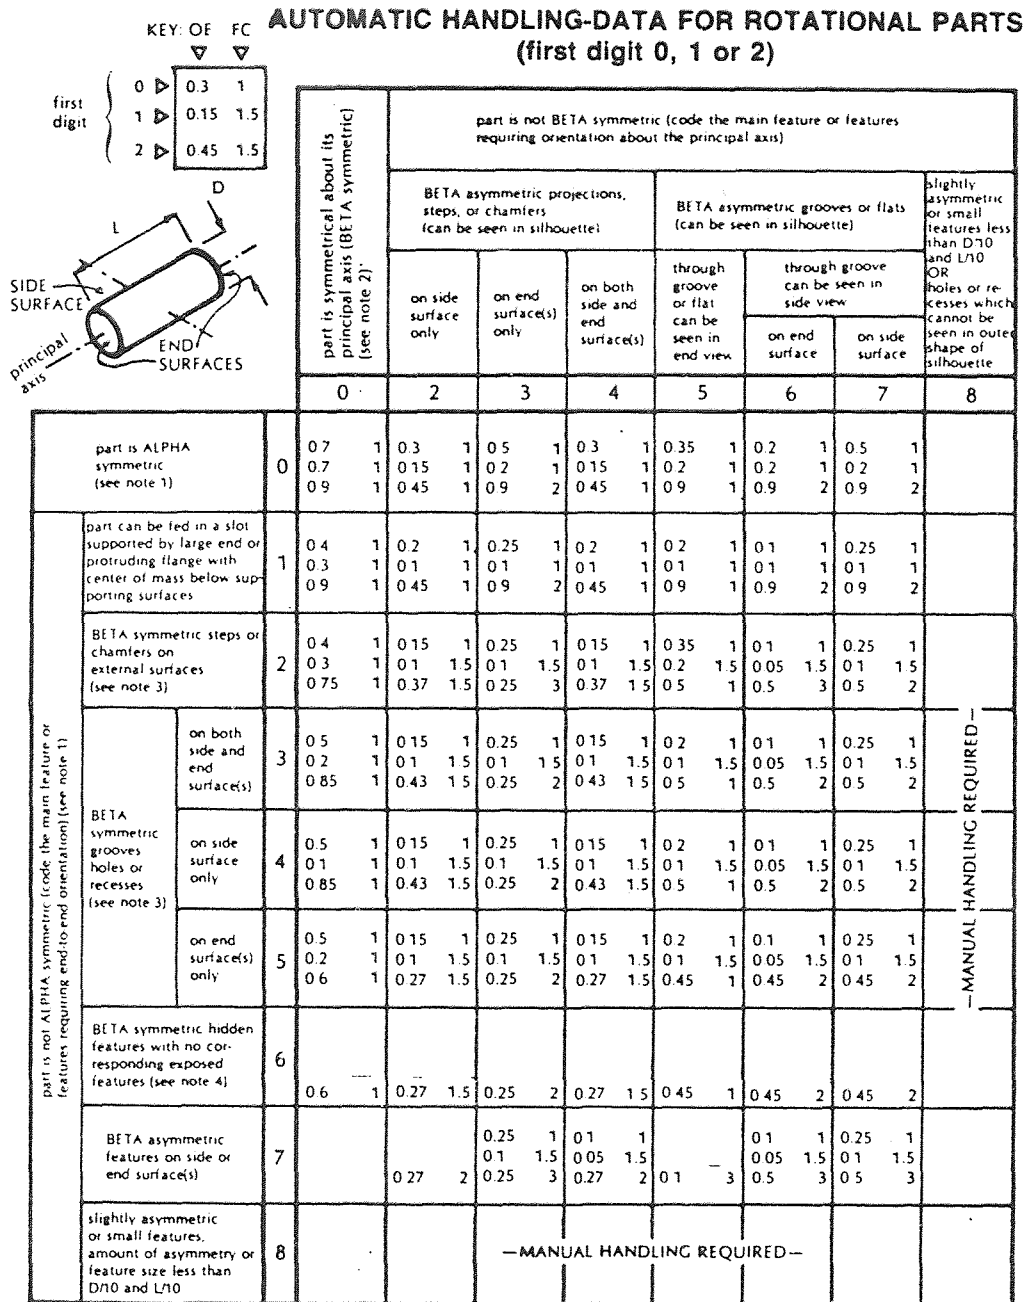 AUTOMATIC HANDLING-DATA FOR ROTATIONAL PARTS
(first digit 0, 1 or 2)
KEY: OE FC
first digit
0 0.3 1
1 0.15 1.5
2 0.45 1.5
D
L
SIDE SURFACE
END SURFACES
principal axis
part is symmetrical about its principal axis (BETA symmetric) (see note 2)
part is not BETA symmetric (code the main feature or features
requiring orientation about the principal axis)
BETA asymmetric projections,
steps, or chamfers
(can be seen in silhouette)
BETA asymmetric grooves or flats
(can be seen in silhouette)
slightly
asymmetric
or small
features less
than D/10
and L/10
OR
holes or re-
cesses which
cannot be
seen in outer
shape of
silhouette
on side
surface
only
on end
surface(s)
only
on both
side and
end
surface(s)
through
groove
or flat
can be
seen in
end view
through groove
can be seen in
side view
on end
surface
on side
surface
0 2 3 4 5 6 7 8
part is ALPHA
symmetric
(see note 1)
0
0 7 1 0.3 1 0 5 1 0 3 1 0.35 1 0.2 1 0.5 1
0.7 1 0 15 1 0.2 1 0 15 1 0.2 1 0.2 1 0 2 1
0 9 1 0 45 1 0 9 2 0 45 1 0 9 1 0.9 2 0 9 2
part is not ALPHA symmetric (code the main feature or
features requiring end-to end orientation) (see note 1)
part can be fed in a slot
supported by large end or
protruding flange with
center of mass below sup-
porting surfaces
1
0 4 1 0.2 1 0.25 1 0 2 1 0 2 1 0 1 1 0.25 1
0.3 1 0 1 1 0 1 1 0 1 1 0 1 1 0 1 1 0 1 1
0 9 1 0 45 1 0 9 2 0 45 1 0 9 1 0.9 2 0 9 2
BETA symmetric steps or
chamfers on
external surfaces
(see note 3)
2
0 4 1 0 15 1 0.25 1 0 15 1 0 35 1 0 1 1 0.25 1
0 3 1 0 1 1.5 0 1 1.5 0 1 1.5 0.2 1.5 0.05 1.5 0 1 1.5
0 75 1 0.37 1.5 0 25 3 0.37 1 5 0 5 1 0.5 3 0 5 2
BETA
symmetric
grooves
holes or
recesses
(see note 3)
on both
side and
end
surface(s)
3
0 5 1 0 15 1 0.25 1 0 15 1 0 2 1 0 1 1 0.25 1
0 2 1 0 1 1.5 0 1 1 5 0 1 1.5 0 1 1.5 0.05 1.5 0 1 1.5
0 85 1 0.43 1.5 0.25 2 0 43 1 5 0 5 1 0.5 2 0.5 2
on side
surface
only
4
0.5 1 0 15 1 0.25 1 0 15 1 0 2 1 0 1 1 0 25 1
0 1 1 0 1 1.5 0 1 1.5 0 1 1.5 0 1 1.5 0.05 1.5 0 1 1.5
0 85 1 0.43 1.5 0.25 2 0.43 1.5 0 5 1 0.5 2 0.5 2
on end
surface(s)
only
5
0.5 1 0 15 1 0.25 1 0 15 1 0 2 1 0.1 1 0 25 1
0.2 1 0 1 1.5 0.1 1.5 0 1 1.5 0 1 1.5 0 05 1.5 0 1 1.5
0 6 1 0.27 1.5 0.25 2 0.27 1.5 0.45 1 0.45 2 0 45 2
BETA symmetric hidden
features with no cor-
responding exposed
features (see note 4)
6
0 6 1 0.27 1.5 0.25 2 0.27 1 5 0 45 1 0 45 2 0 45 2
BETA asymmetric
features on side or
end surface(s)
7
0.25 1 0 1 1 0 1 1 0.25 1
0 1 1.5 0 05 1.5 0 05 1.5 0 1 1.5
0 27 2 0.25 3 0.27 2 0 1 3 0.5 3 0 5 3
slightly asymmetric
or small features,
amount of asymmetry or
feature size less than
D/10 and L/10
8
—MANUAL HANDLING REQUIRED—
—MANUAL HANDLING REQUIRED—